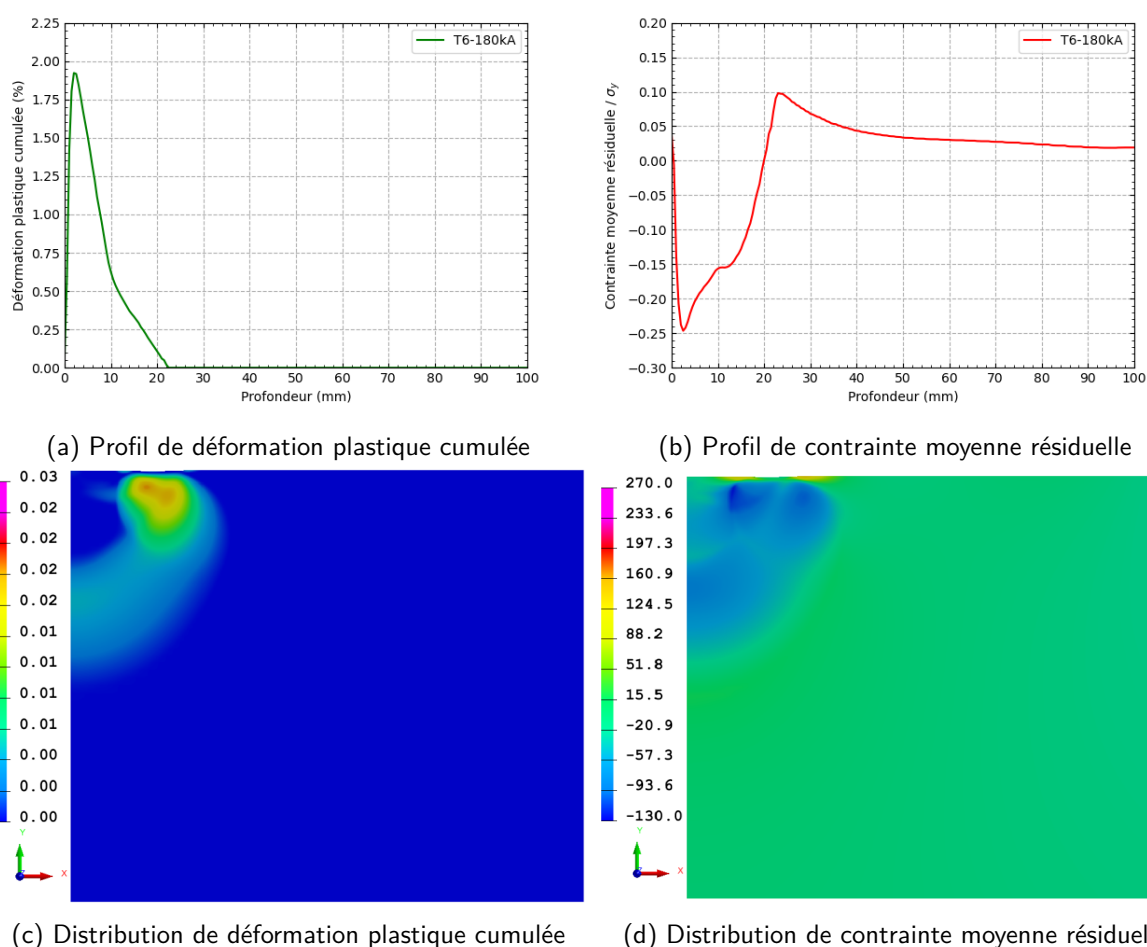 2.25
2.00
1.75
1.50
1.25
1.00
0.75
0.50
0.25
0.00
Déformation plastique cumulée (%)
T6-180kA
0 10 20 30 40 50 60 70 80 90 100
Profondeur (mm)
0.20
0.15
0.10
0.05
0.00
−0.05
−0.10
−0.15
−0.20
−0.25
−0.30
Contrainte moyenne résiduelle / σy
T6-180kA
0 10 20 30 40 50 60 70 80 90 100
Profondeur (mm)
(a) Profil de déformation plastique cumulée
(b) Profil de contrainte moyenne résiduelle
0.03
0.02
0.02
0.02
0.02
0.01
0.01
0.01
0.01
0.00
0.00
0.00
Y
Z
X
270.0
233.6
197.3
160.9
124.5
88.2
51.8
15.5
-20.9
-57.3
-93.6
-130.0
Y
Z
X
(c) Distribution de déformation plastique cumulée
(d) Distribution de contrainte moyenne résiduel